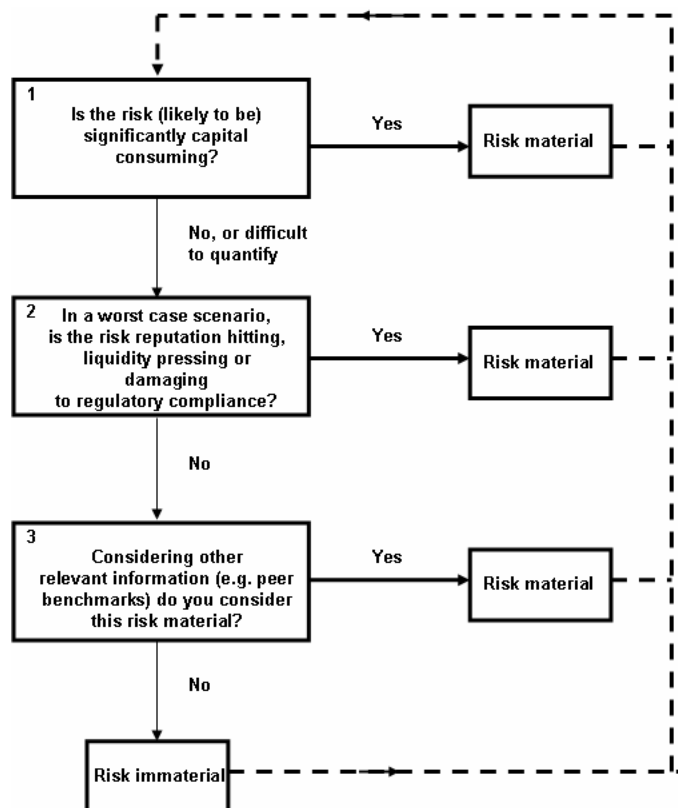 1
Is the risk (likely to be)
significantly capital
consuming?
Yes
Risk material
No, or difficult
to quantify
2
In a worst case scenario,
is the risk reputation hitting,
liquidity pressing or
damaging
to regulatory compliance?
Yes
Risk material
No
3
Considering other
relevant information (e.g. peer
benchmarks) do you consider
this risk material?
Yes
Risk material
No
Risk immaterial